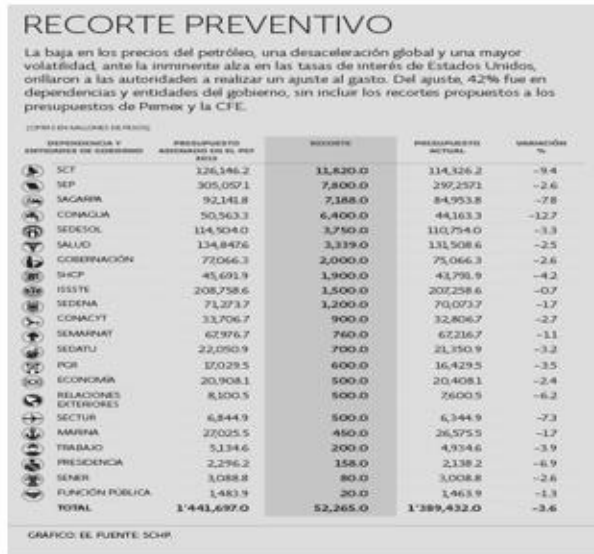 RECORTE PREVENTIVO
La baja en los precios del petróleo, una desaceleración global y una mayor
volatilidad, ante la inminente alza en las tasas de interés de Estados Unidos,
orillaron a las autoridades a realizar un ajuste al gasto. Del ajuste, 42% fue en
dependencias y entidades del gobierno, sin incluir los recortes propuestos a los
presupuestos de Pemex y la CFE.
(CIFRAS EN MILLONES DE PESOS)
DEPENDENCIA Y PRESUPUESTO RECORTE PRESUPUESTO VARIACIÓN
ENTIDADES DE GOBIERNO ASIGNADO EN EL PEF ACTUAL %
2015
SCT 126,146.2 11,820.0 114,326.2 -9.4
SEP 305,057.1 7,800.0 297,257.1 -2.6
SAGARPA 92,141.8 7,188.0 84,953.8 -7.8
CONAGUA 50,563.3 6,400.0 44,163.3 -12.7
SEDESOL 114,504.0 3,750.0 110,754.0 -3.3
SALUD 134,847.6 3,339.0 131,508.6 -2.5
GOBERNACIÓN 77,066.3 2,000.0 75,066.3 -2.6
SHCP 45,691.9 1,900.0 43,791.9 -4.2
ISSSTE 208,758.6 1,500.0 207,258.6 -0.7
SEDENA 71,273.7 1,200.0 70,073.7 -1.7
CONACYT 33,706.7 900.0 32,806.7 -2.7
SEMARNAT 67,976.7 760.0 67,216.7 -1.1
SEDATU 22,050.9 700.0 21,350.9 -3.2
PGR 17,029.5 600.0 16,429.5 -3.5
ECONOMÍA 20,908.1 500.0 20,408.1 -2.4
RELACIONES 8,100.5 500.0 7,600.5 -6.2
EXTERIORES
SECTUR 6,844.9 500.0 6,344.9 -7.3
MARINA 27,025.5 450.0 26,575.5 -1.7
TRABAJO 5,134.6 200.0 4,934.6 -3.9
PRESIDENCIA 2,296.2 158.0 2,138.2 -6.9
SENER 3,088.8 80.0 3,008.8 -2.6
FUNCIÓN PÚBLICA 1,483.9 20.0 1,463.9 -1.3
TOTAL 1'441,697.0 52,265.0 1'389,432.0 -3.6
GRÁFICO: EE FUENTE: SCHP.